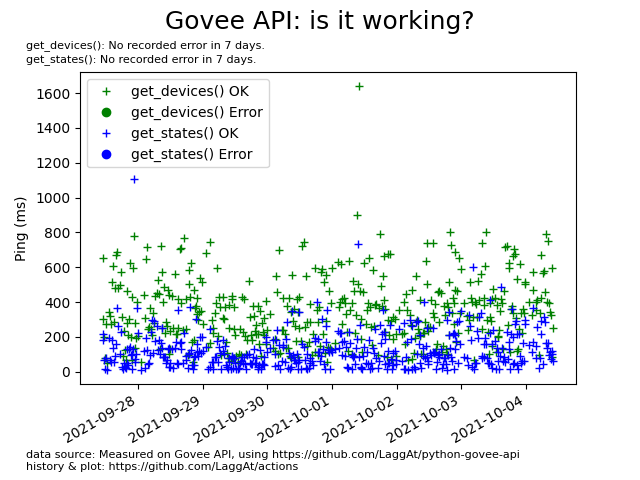 Govee API: is it working?
get_devices(): No recorded error in 7 days.
get_states(): No recorded error in 7 days.
get_devices() OK
get_devices() Error
get_states() OK
get_states() Error
Ping (ms)
1600
1400
1200
1000
800
600
400
200
0
2021-09-28
2021-09-29
2021-09-30
2021-10-01
2021-10-02
2021-10-03
2021-10-04
data source: Measured on Govee API, using https://github.com/LaggAt/python-govee-api
history & plot: https://github.com/LaggAt/actions